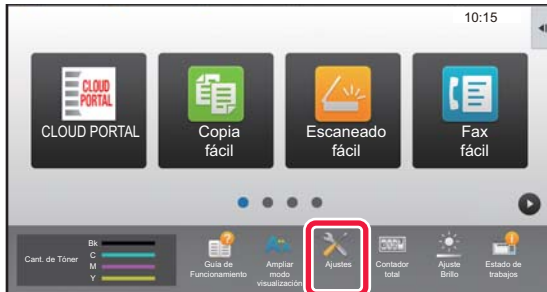 10:15
CLOUD
PORTAL
CLOUD PORTAL
Copia
fácil
Escaneado
fácil
Fax
fácil
Cant. de Tóner
Bk
C
M
Y
Guía de
Funcionamiento
Ampliar
modo
visualización
Ajustes
Contador
total
Ajuste
Brillo
Estado de
trabajos